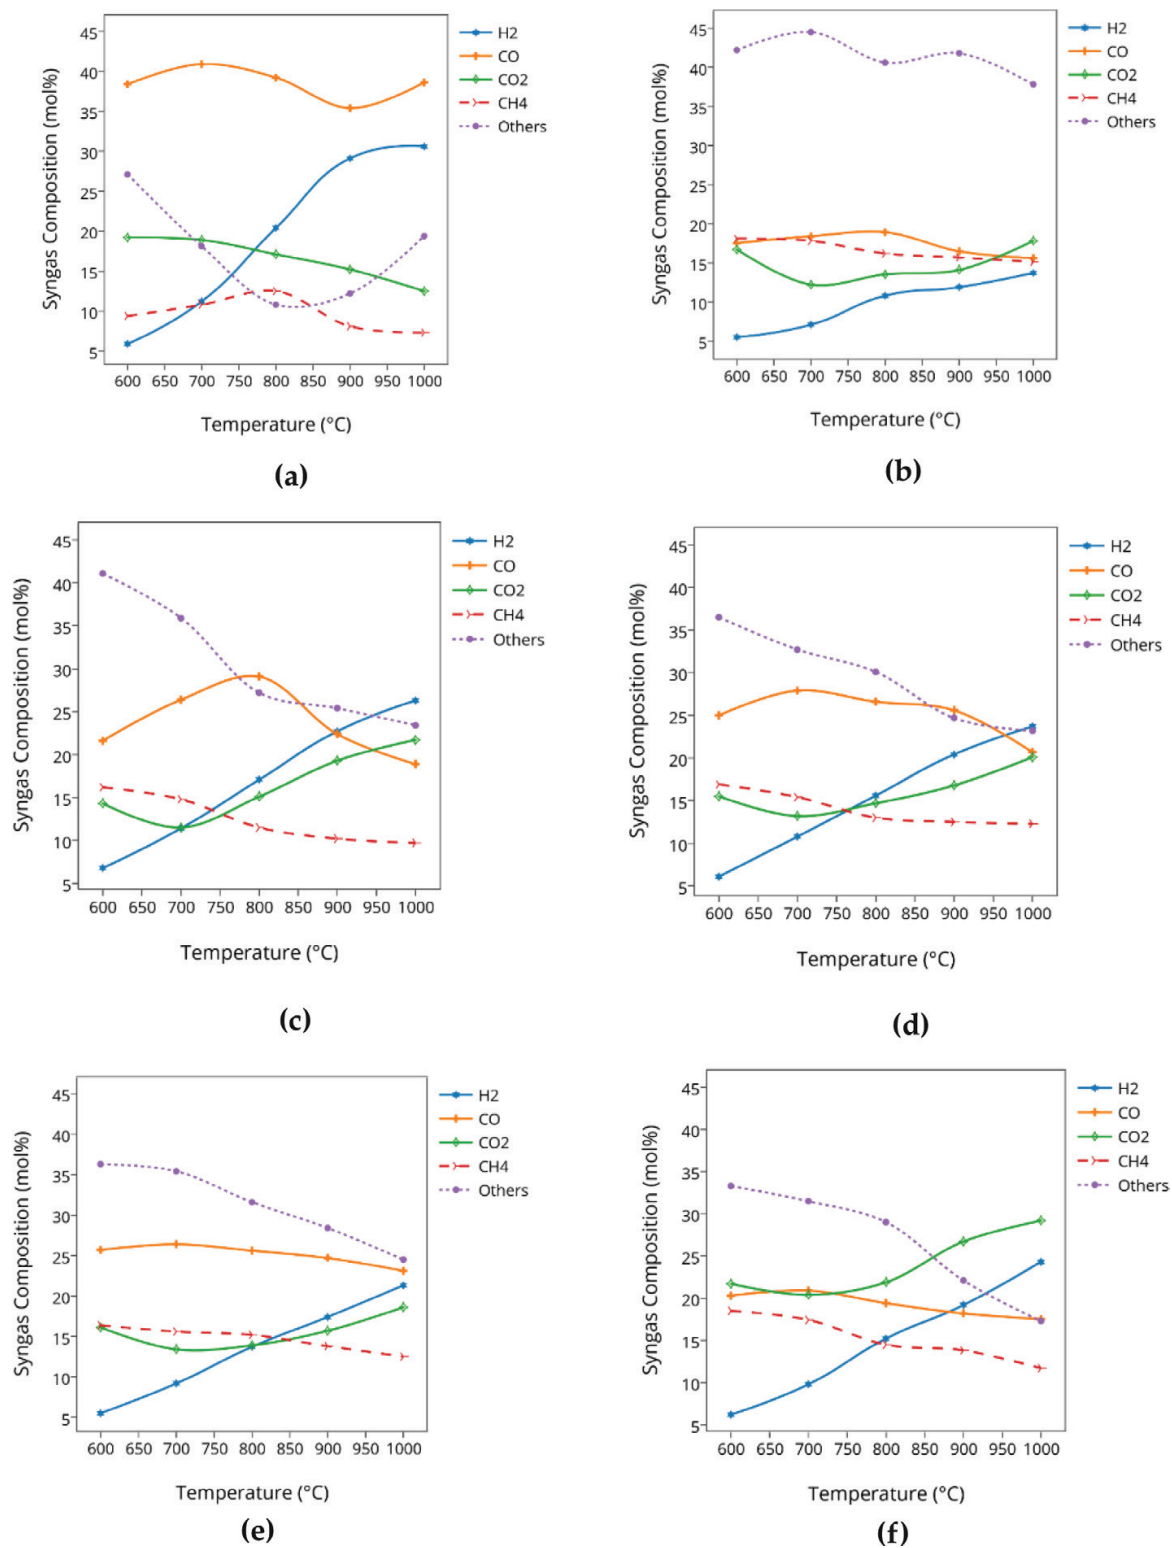 45
40
35
30
25
20
15
10
5
Syngas Composition (mol%)
600 650 700 750 800 850 900 950 1000
Temperature (°C)
H2
CO
CO2
CH4
Others
(a)
45
40
35
30
25
20
15
10
5
Syngas Composition (mol%)
600 650 700 750 800 850 900 950 1000
Temperature (°C)
H2
CO
CO2
CH4
Others
(b)
45
40
35
30
25
20
15
10
5
Syngas Composition (mol%)
600 650 700 750 800 850 900 950 1000
Temperature (°C)
H2
CO
CO2
CH4
Others
(c)
45
40
35
30
25
20
15
10
5
Syngas Composition (mol%)
600 650 700 750 800 850 900 950 1000
Temperature (°C)
H2
CO
CO2
CH4
Others
(d)
45
40
35
30
25
20
15
10
5
Syngas Composition (mol%)
600 650 700 750 800 850 900 950 1000
Temperature (°C)
H2
CO
CO2
CH4
Others
(e)
45
40
35
30
25
20
15
10
5
Syngas Composition (mol%)
600 650 700 750 800 850 900 950 1000
Temperature (°C)
H2
CO
CO2
CH4
Others
(f)